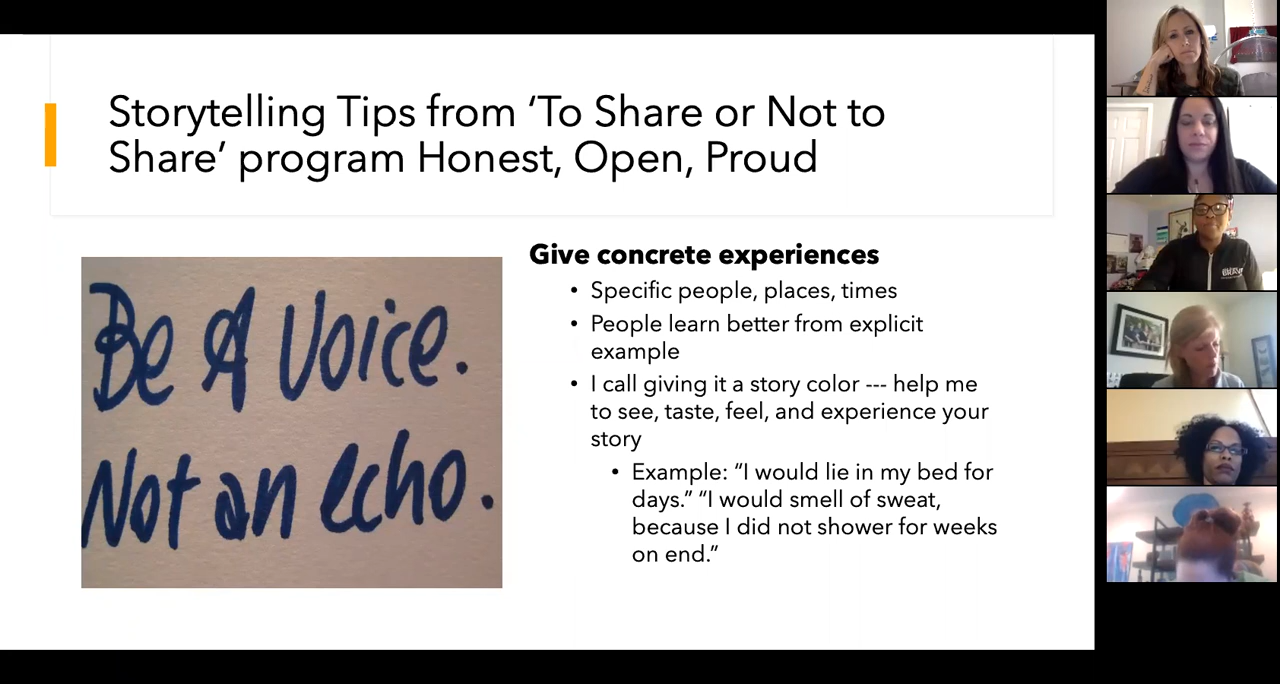 Storytelling Tips from ‘To Share or Not to
Share’ program Honest, Open, Proud
Be A Voice.
Not an echo.
Give concrete experiences
• Specific people, places, times
• People learn better from explicit
example
• I call giving it a story color --- help me
to see, taste, feel, and experience your
story
• Example: “I would lie in my bed for
days.” “I would smell of sweat,
because I did not shower for weeks
on end.”